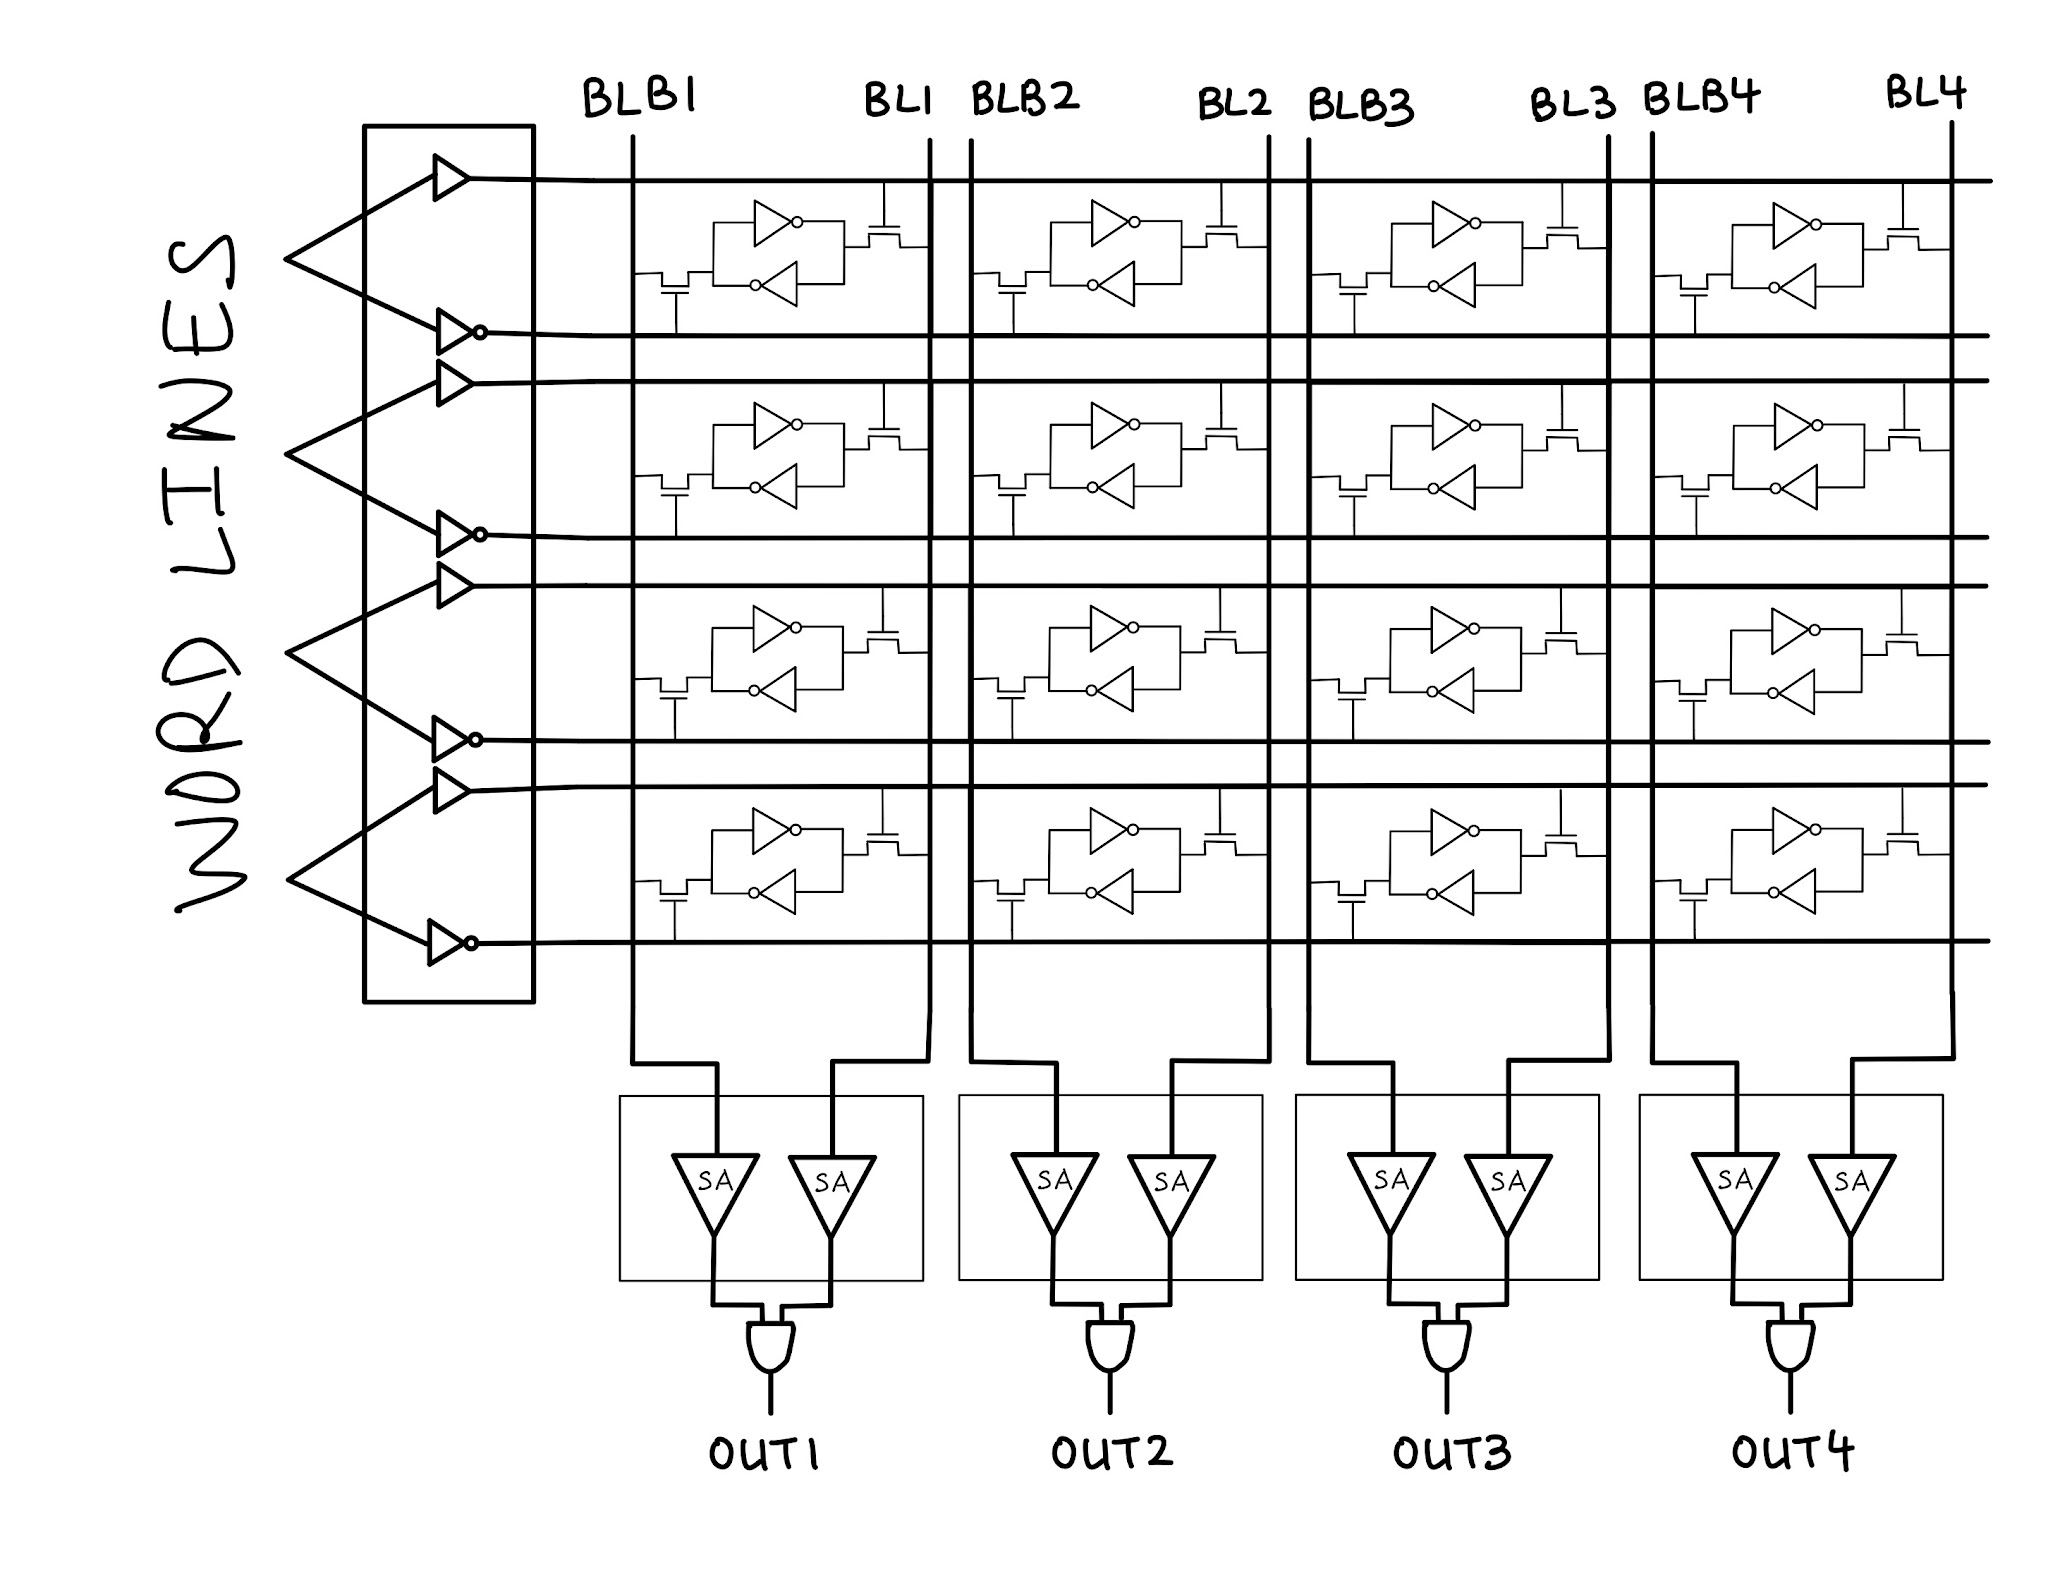 BLB1 BL1 BLB2 BL2 BLB3 BL3 BLB4 BL4
WORD LINES
SA SA SA SA SA SA SA SA
OUT1 OUT2 OUT3 OUT4